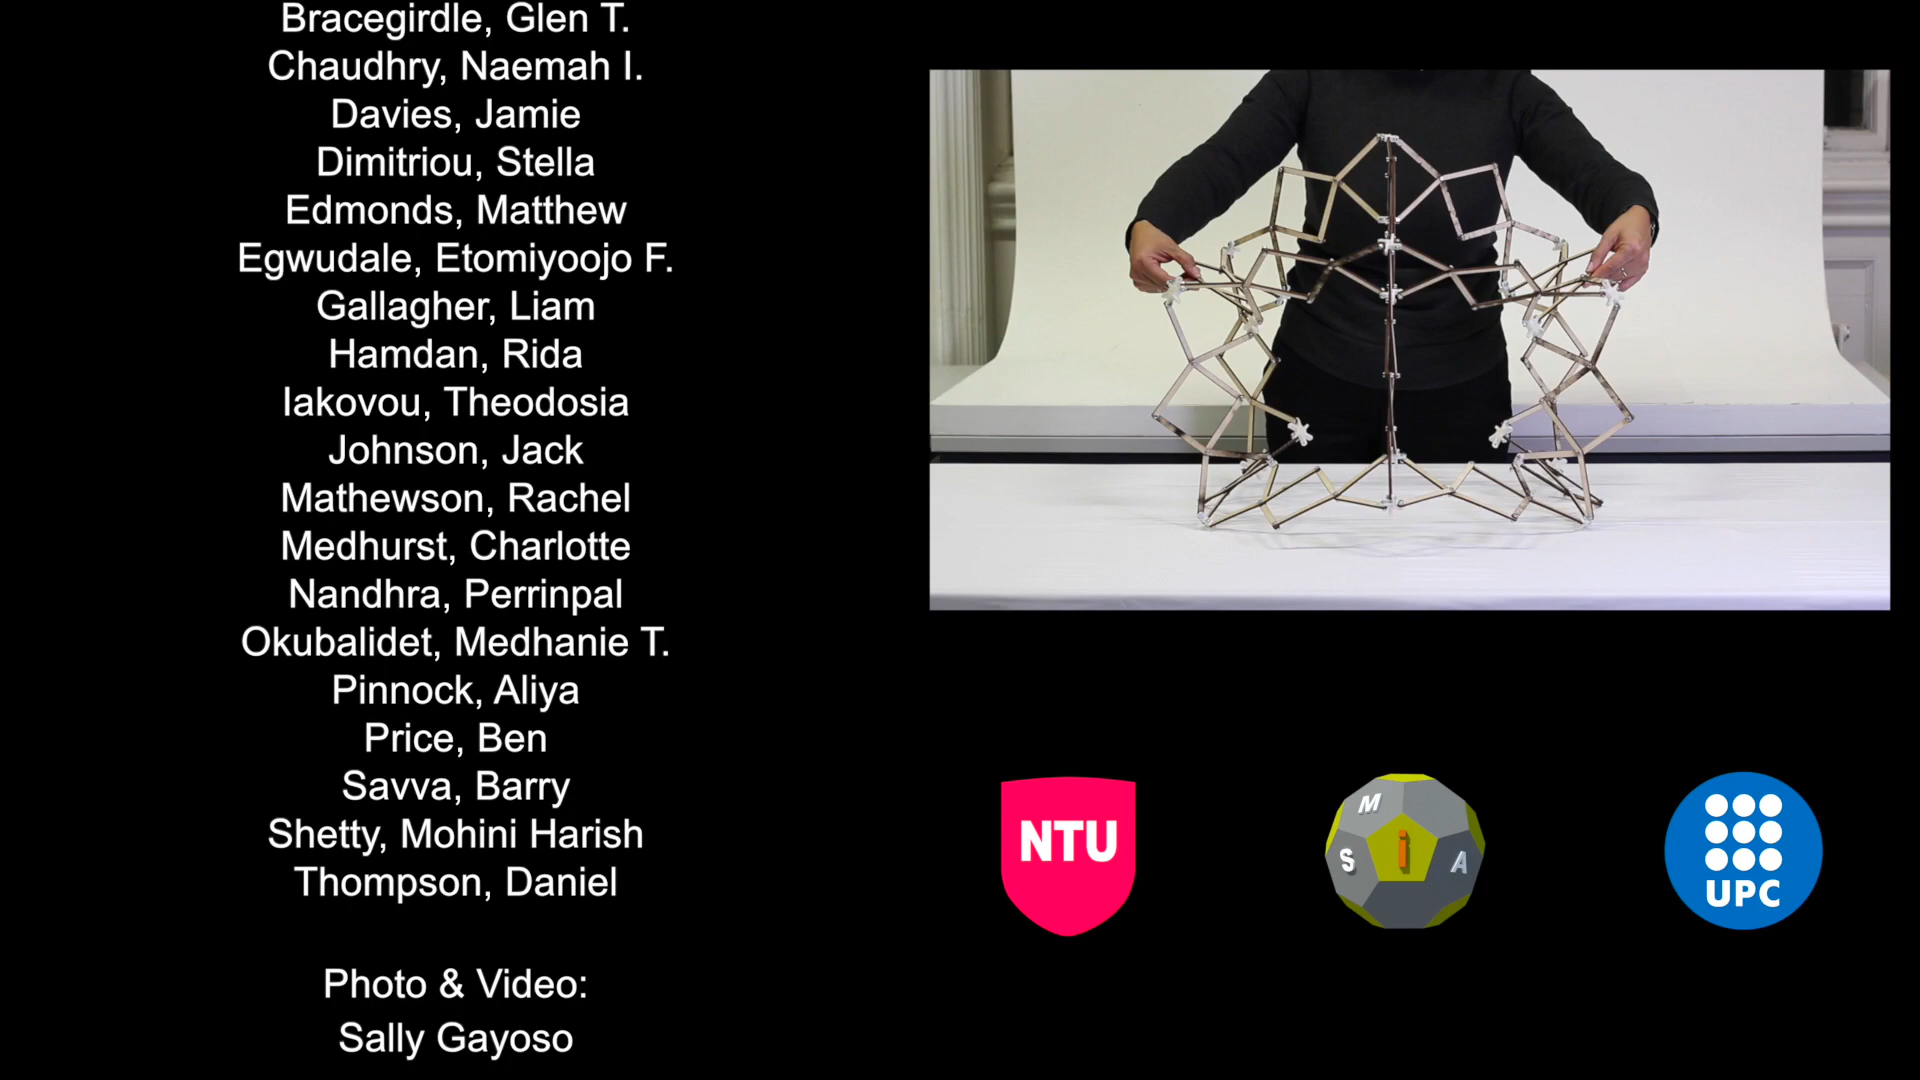 Bracegirdle, Glen T.
Chaudhry, Naemah I.
Davies, Jamie
Dimitriou, Stella
Edmonds, Matthew
Egwudale, Etomiyoojo F.
Gallagher, Liam
Hamdan, Rida
Iakovou, Theodosia
Johnson, Jack
Mathewson, Rachel
Medhurst, Charlotte
Nandhra, Perrinpal
Okubalidet, Medhanie T.
Pinnock, Aliya
Price, Ben
Savva, Barry
Shetty, Mohini Harish
Thompson, Daniel
Photo & Video:
Sally Gayoso
NTU
M
S i A
UPC